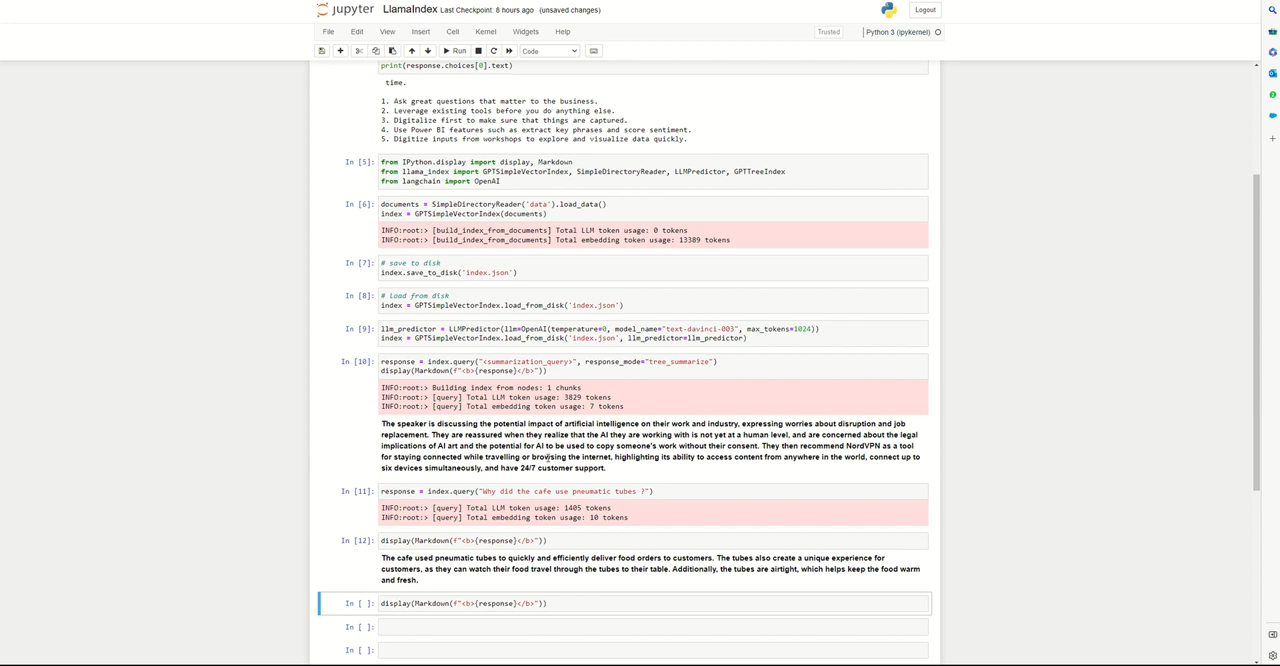 jupyter LlamaIndex Last Checkpoint: 8 hours ago (unsaved changes)
Logout
File Edit View Insert Cell Kernel Widgets Help
Trusted
Python 3 (ipykernel)
Run
Code
print(response.choices[0].text)
time.
1. Ask great questions that matter to the business.
2. Leverage existing tools before you do anything else.
3. Digitalize first to make sure that things are captured.
4. Use Power BI features such as extract key phrases and score sentiment.
5. Digitize inputs from workshops to explore and visualize data quickly.
In [5]: from IPython.display import display, Markdown
from llama_index import GPTSimpleVectorIndex, SimpleDirectoryReader, LLMPredictor, GPTTreeIndex
from langchain import OpenAI
In [6]: documents = SimpleDirectoryReader('data').load_data()
index = GPTSimpleVectorIndex(documents)
INFO:root:> [build_index_from_documents] Total LLM token usage: 0 tokens
INFO:root:> [build_index_from_documents] Total embedding token usage: 13389 tokens
In [7]: # save to disk
index.save_to_disk('index.json')
In [8]: # load from disk
index = GPTSimpleVectorIndex.load_from_disk('index.json')
In [9]: llm_predictor = LLMPredictor(llm=OpenAI(temperature=0, model_name="text-davinci-003", max_tokens=1024))
index = GPTSimpleVectorIndex.load_from_disk('index.json', llm_predictor=llm_predictor)
In [10]: response = index.query("<summarization_query>", response_mode="tree_summarize")
display(Markdown(f"<b>{response}</b>"))
INFO:root:> Building index from nodes: 1 chunks
INFO:root:> [query] Total LLM token usage: 3829 tokens
INFO:root:> [query] Total embedding token usage: 7 tokens
The speaker is discussing the potential impact of artificial intelligence on their work and industry, expressing worries about disruption and job
replacement. They are reassured when they realize that the AI they are working with is not yet at a human level, and are concerned about the legal
implications of AI art and the potential for AI to be used to copy someone's work without their consent. They then recommend NordVPN as a tool
for staying connected while travelling or browsing the internet, highlighting its ability to access content from anywhere in the world, connect up to
six devices simultaneously, and have 24/7 customer support.
In [11]: response = index.query("Why did the cafe use pneumatic tubes ?")
INFO:root:> [query] Total LLM token usage: 1405 tokens
INFO:root:> [query] Total embedding token usage: 10 tokens
In [12]: display(Markdown(f"<b>{response}</b>"))
The cafe used pneumatic tubes to quickly and efficiently deliver food orders to customers. The tubes also create a unique experience for
customers, as they can watch their food travel through the tubes to their table. Additionally, the tubes are airtight, which helps keep the food warm
and fresh.
In [ ]: display(Markdown(f"<b>{response}</b>"))
In [ ]:
In [ ]: